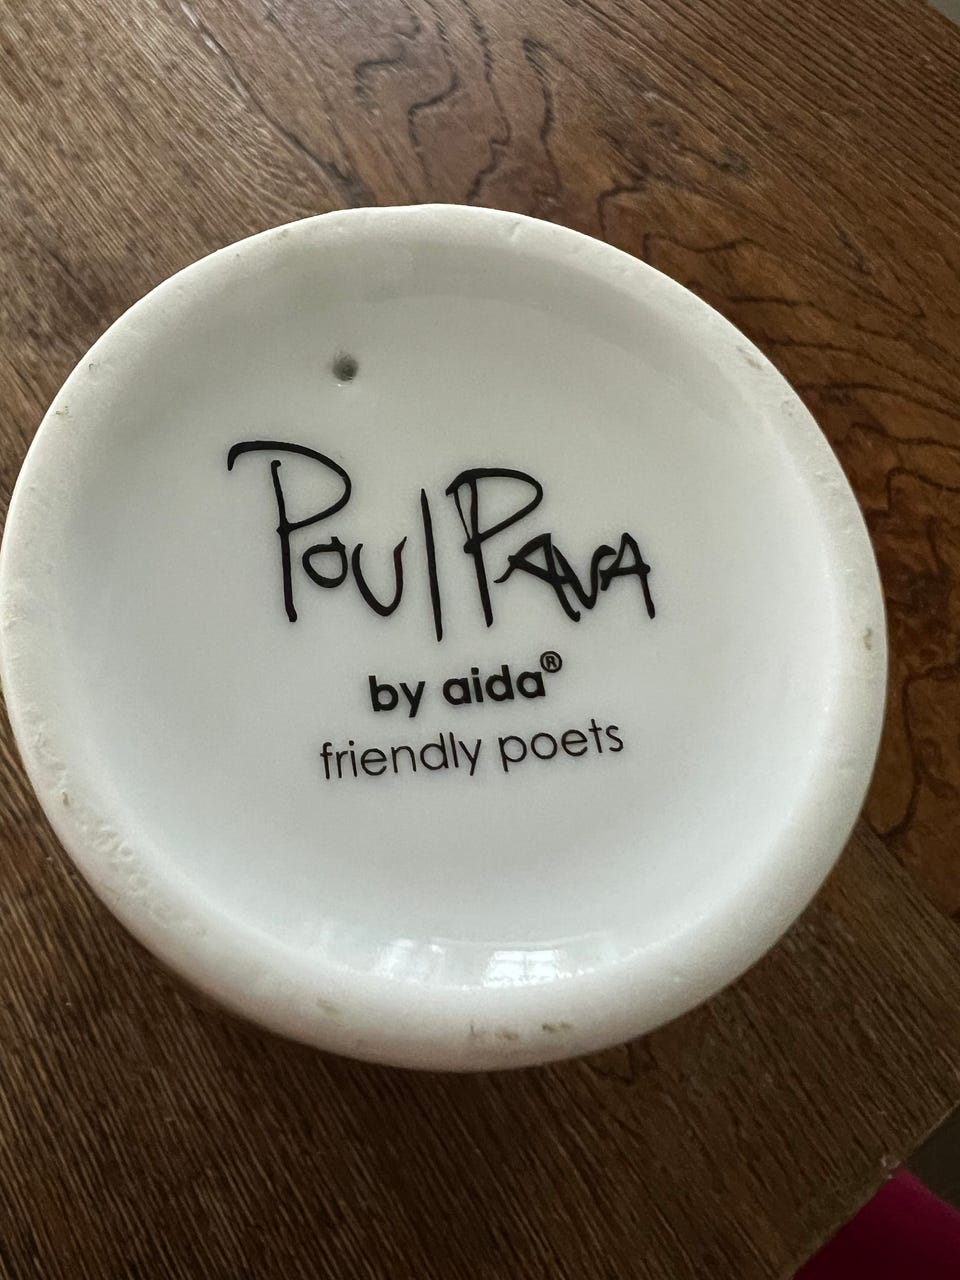 Poul Pava
by aida®
friendly poets